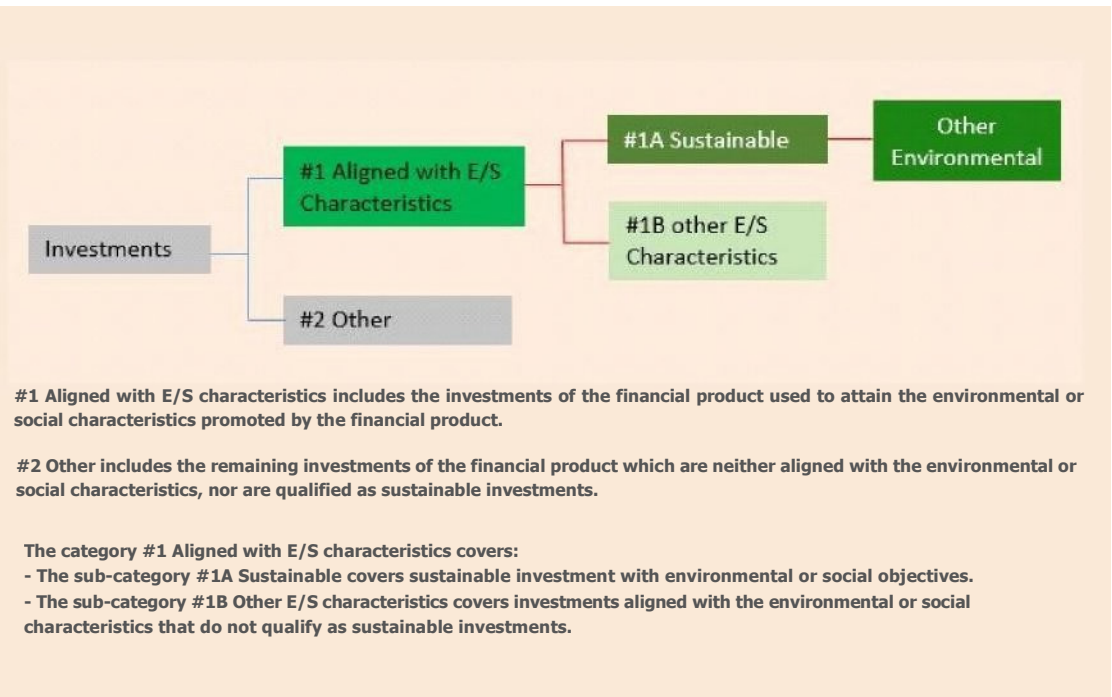 Investments
#1 Aligned with E/S
Characteristics
#2 Other
#1A Sustainable
#1B other E/S
Characteristics
Other
Environmental
#1 Aligned with E/S characteristics includes the investments of the financial product used to attain the environmental or
social characteristics promoted by the financial product.
#2 Other includes the remaining investments of the financial product which are neither aligned with the environmental or
social characteristics, nor are qualified as sustainable investments.
The category #1 Aligned with E/S characteristics covers:
- The sub-category #1A Sustainable covers sustainable investment with environmental or social objectives.
- The sub-category #1B Other E/S characteristics covers investments aligned with the environmental or social
characteristics that do not qualify as sustainable investments.